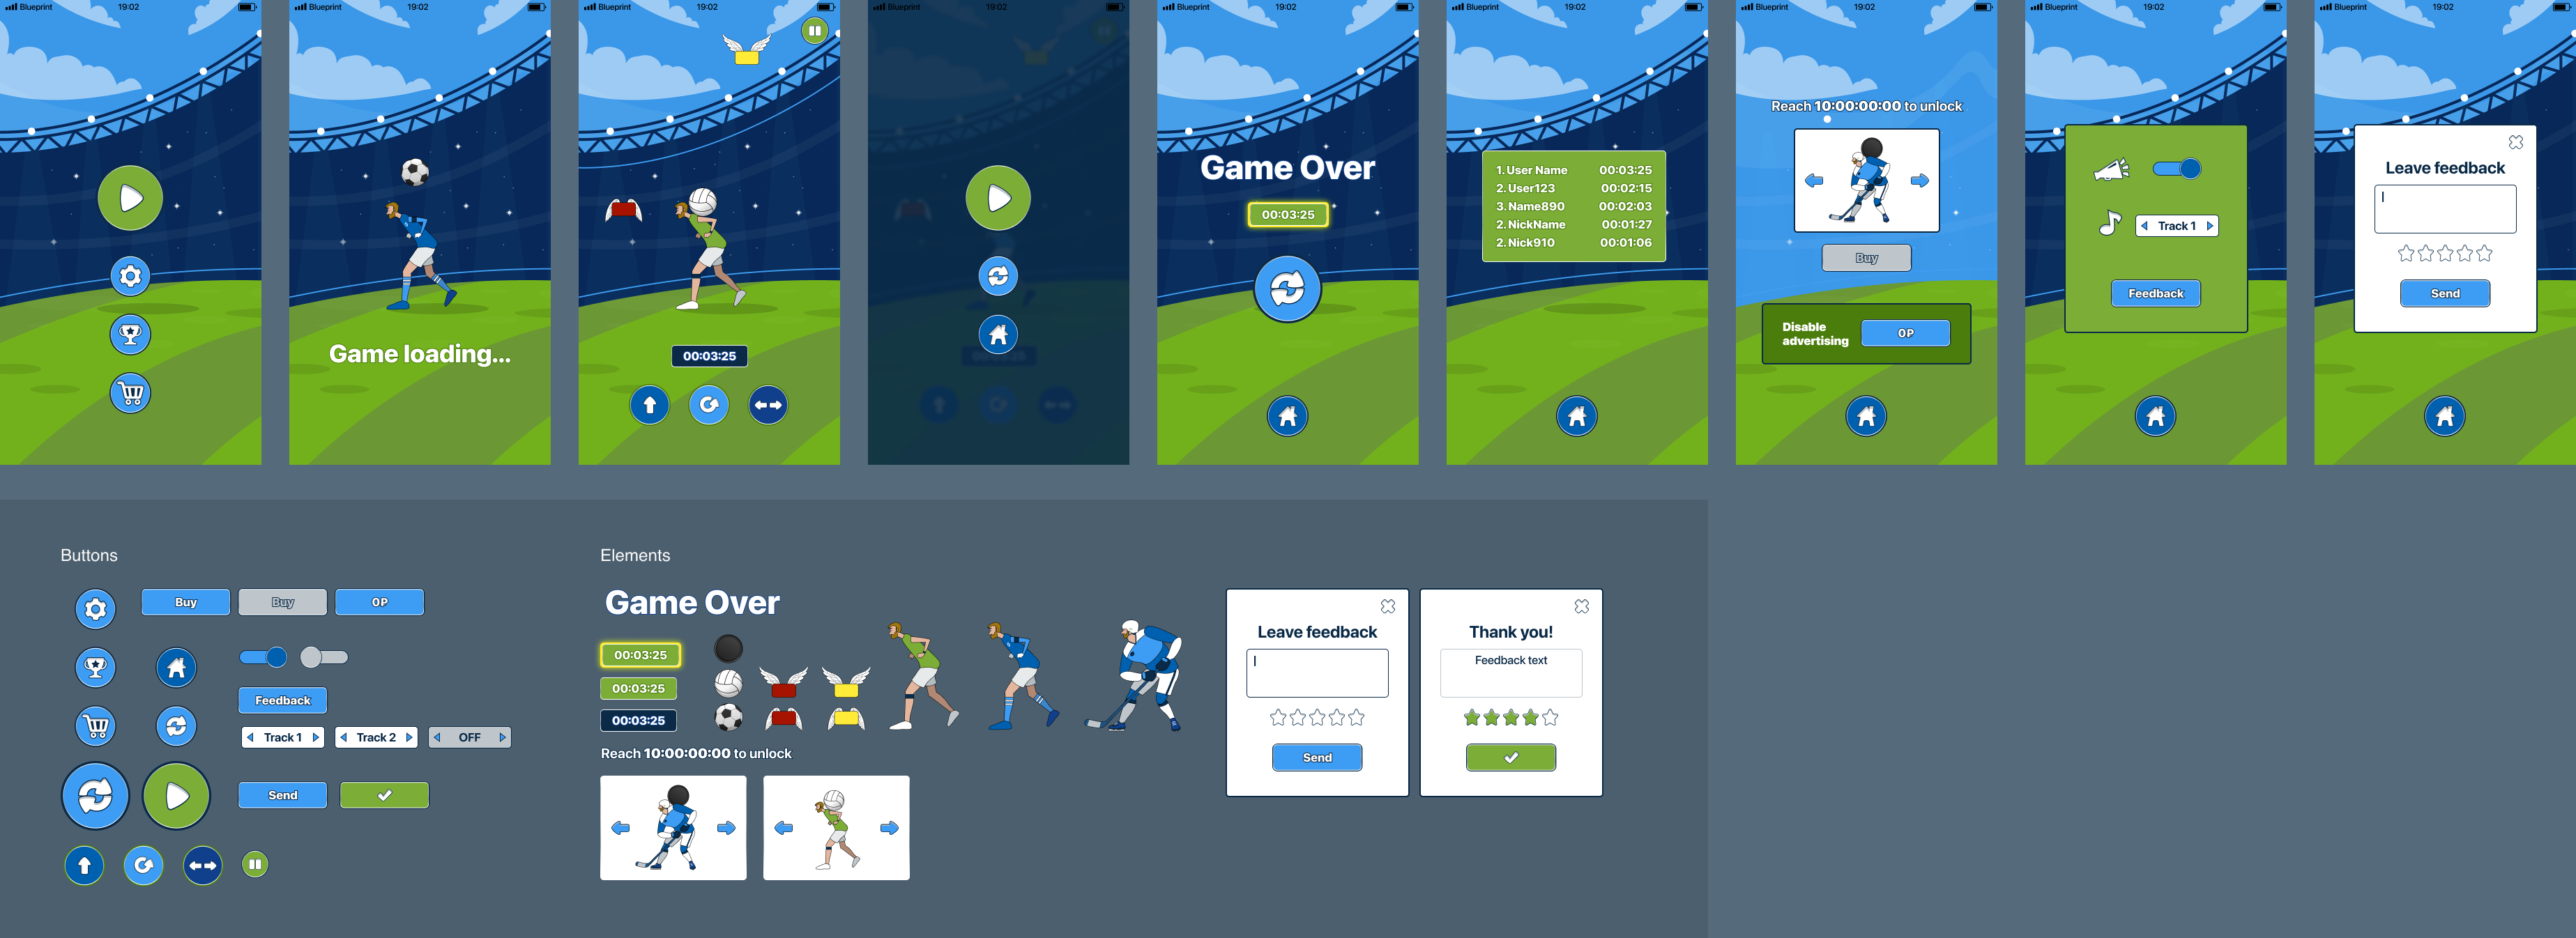 Blueprint 19:02
Blueprint 19:02
Game loading...
Blueprint 19:02
00:03:25
19:02
Blueprint 19:02
Game Over
00:03:25
Blueprint 19:02
1. User Name 00:03:25
2. User123 00:02:15
3. Name890 00:02:03
2. NickName 00:01:27
2. Nick910 00:01:06
Blueprint 19:02
Reach 10:00:00:00 to unlock
Buy
Disable
advertising
0P
Blueprint 19:02
Track 1
Feedback
Blueprint 19:02
Leave feedback
Send
Buttons
Buy Buy 0P
Feedback
Track 1 Track 2 OFF
Send
Elements
Game Over
00:03:25
00:03:25
00:03:25
Reach 10:00:00:00 to unlock
Leave feedback
Send
Thank you!
Feedback text